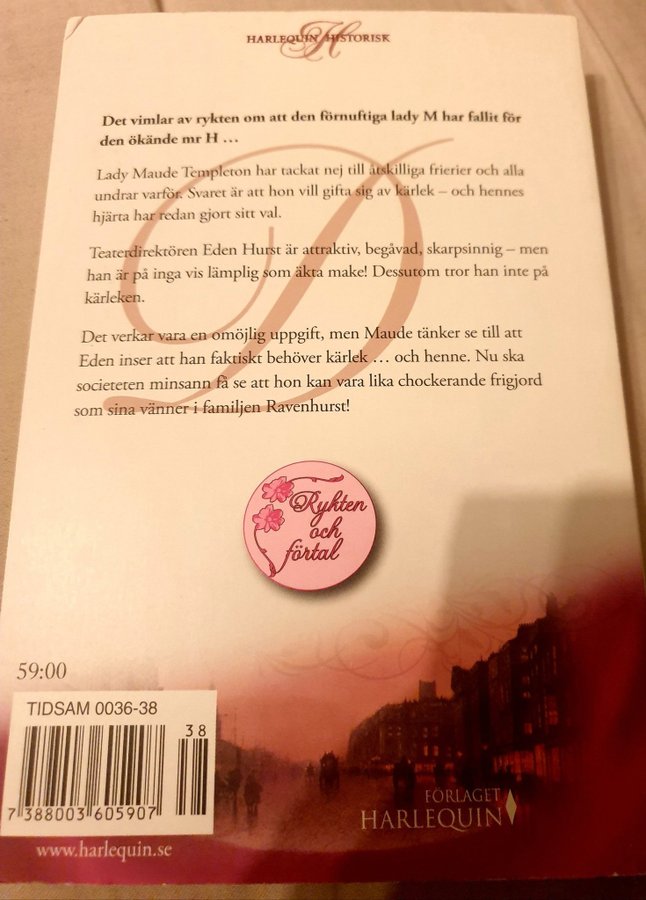 HARLEQUIN H HISTORISK
Det vimlar av rykten om att den förnuftiga lady M har fallit för
den ökände mr H …
Lady Maude Templeton har tackat nej till åtskilliga frierier och alla
undrar varför. Svaret är att hon vill gifta sig av kärlek – och hennes
hjärta har redan gjort sitt val.
Teaterdirektören Eden Hurst är attraktiv, begåvad, skarpsinnig – men
han är på inga vis lämplig som äkta make! Dessutom tror han inte på
kärleken.
Det verkar vara en omöjlig uppgift, men Maude tänker se till att
Eden inser att han faktiskt behöver kärlek … och henne. Nu ska
societeten minsann få se att hon kan vara lika chockerande frigjord
som sina vänner i familjen Ravenhurst!
D
Rykten
och
förtal
59:00
TIDSAM 0036-38
38
7 388003 605907
FÖRLAGET
HARLEQUIN
www.harlequin.se